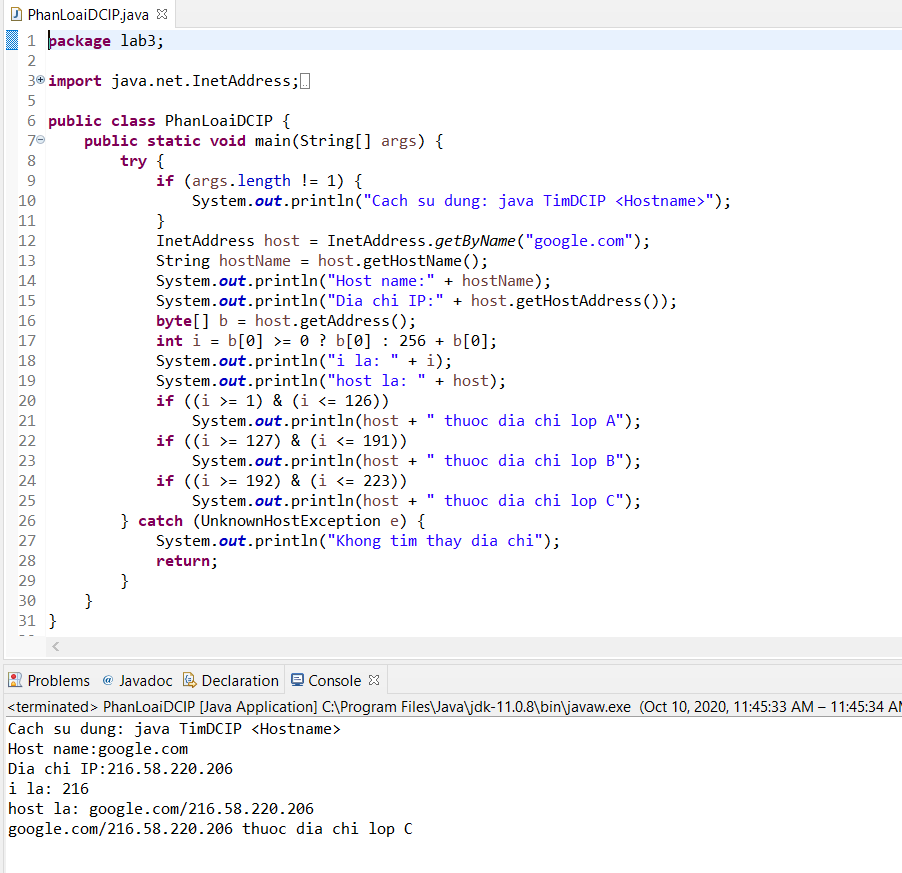 PhanLoaiDCIP.java
1 package lab3;
2
3 import java.net.InetAddress;
5
6 public class PhanLoaiDCIP {
7     public static void main(String[] args) {
8         try {
9             if (args.length != 1) {
10                 System.out.println("Cach su dung: java TimDCIP <Hostname>");
11             }
12             InetAddress host = InetAddress.getByName("google.com");
13             String hostName = host.getHostName();
14             System.out.println("Host name:" + hostName);
15             System.out.println("Dia chi IP:" + host.getHostAddress());
16             byte[] b = host.getAddress();
17             int i = b[0] >= 0 ? b[0] : 256 + b[0];
18             System.out.println("i la: " + i);
19             System.out.println("host la: " + host);
20             if ((i >= 1) & (i <= 126))
21                 System.out.println(host + " thuoc dia chi lop A");
22             if ((i >= 127) & (i <= 191))
23                 System.out.println(host + " thuoc dia chi lop B");
24             if ((i >= 192) & (i <= 223))
25                 System.out.println(host + " thuoc dia chi lop C");
26         } catch (UnknownHostException e) {
27             System.out.println("Khong tim thay dia chi");
28             return;
29         }
30     }
31 }
Problems @ Javadoc Declaration Console
<terminated> PhanLoaiDCIP [Java Application] C:\Program Files\Java\jdk-11.0.8\bin\javaw.exe (Oct 10, 2020, 11:45:33 AM – 11:45:34 AM
Cach su dung: java TimDCIP <Hostname>
Host name:google.com
Dia chi IP:216.58.220.206
i la: 216
host la: google.com/216.58.220.206
google.com/216.58.220.206 thuoc dia chi lop C